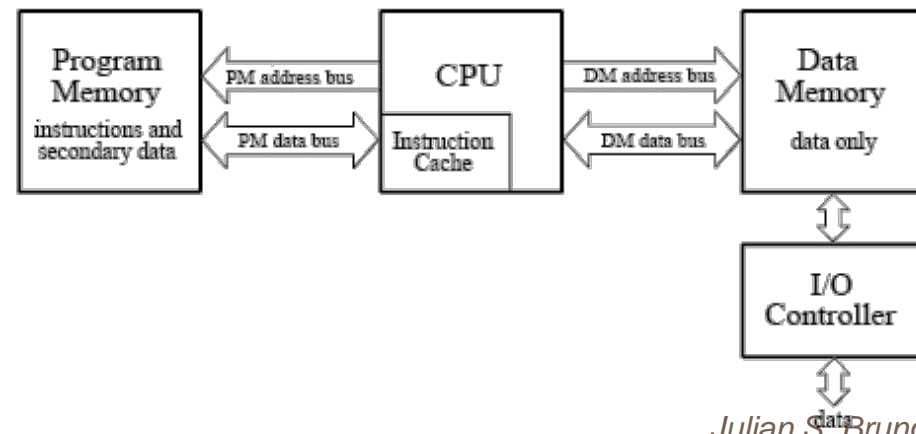 Program
Memory
instructions and
secondary data
PM address bus
PM data bus
CPU
Instruction
Cache
DM address bus
DM data bus
Data
Memory
data only
I/O
Controller
data
Julian S. Bruno